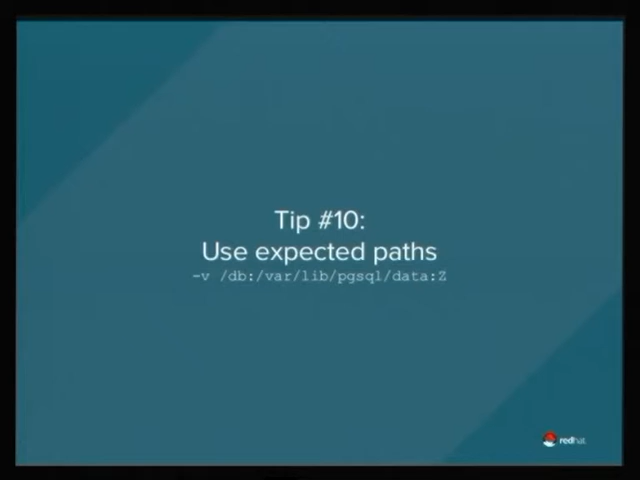 Tip #10:
Use expected paths
-v /db:/var/lib/pgsql/data:Z
redhat